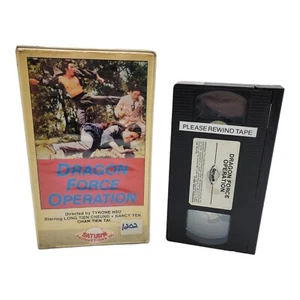 DRAGON
FORCE
OPERATION
Directed by TYRONE HSU
Starring LONG TIEN CHEUNG • NANCY YEN
CHAN TIEN TAI
SATURN
1202
PLEASE REWIND TAPE
DRAGON FORCE
OPERATION